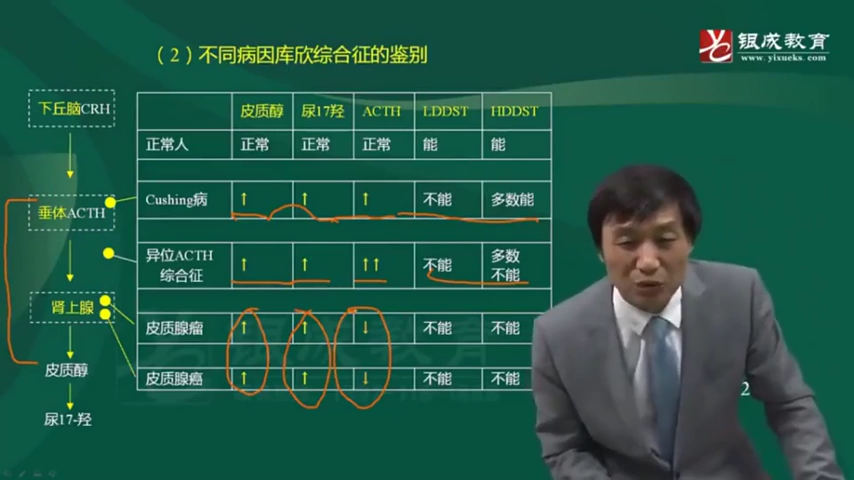 （2）不同病因库欣综合征的鉴别
银成教育
www.yixueks.com
下丘脑CRH
垂体ACTH
肾上腺
皮质醇
尿17-羟
皮质醇 尿17羟 ACTH LDDST HDDST
正常人 正常 正常 正常 能 能
Cushing病 ↑ ↑ ↑ 不能 多数能
异位ACTH综合征 ↑ ↑ ↑↑ 不能 多数不能
皮质腺瘤 ↑ ↑ ↓ 不能 不能
皮质腺癌 ↑ ↑ ↓ 不能 不能
银成教育
2